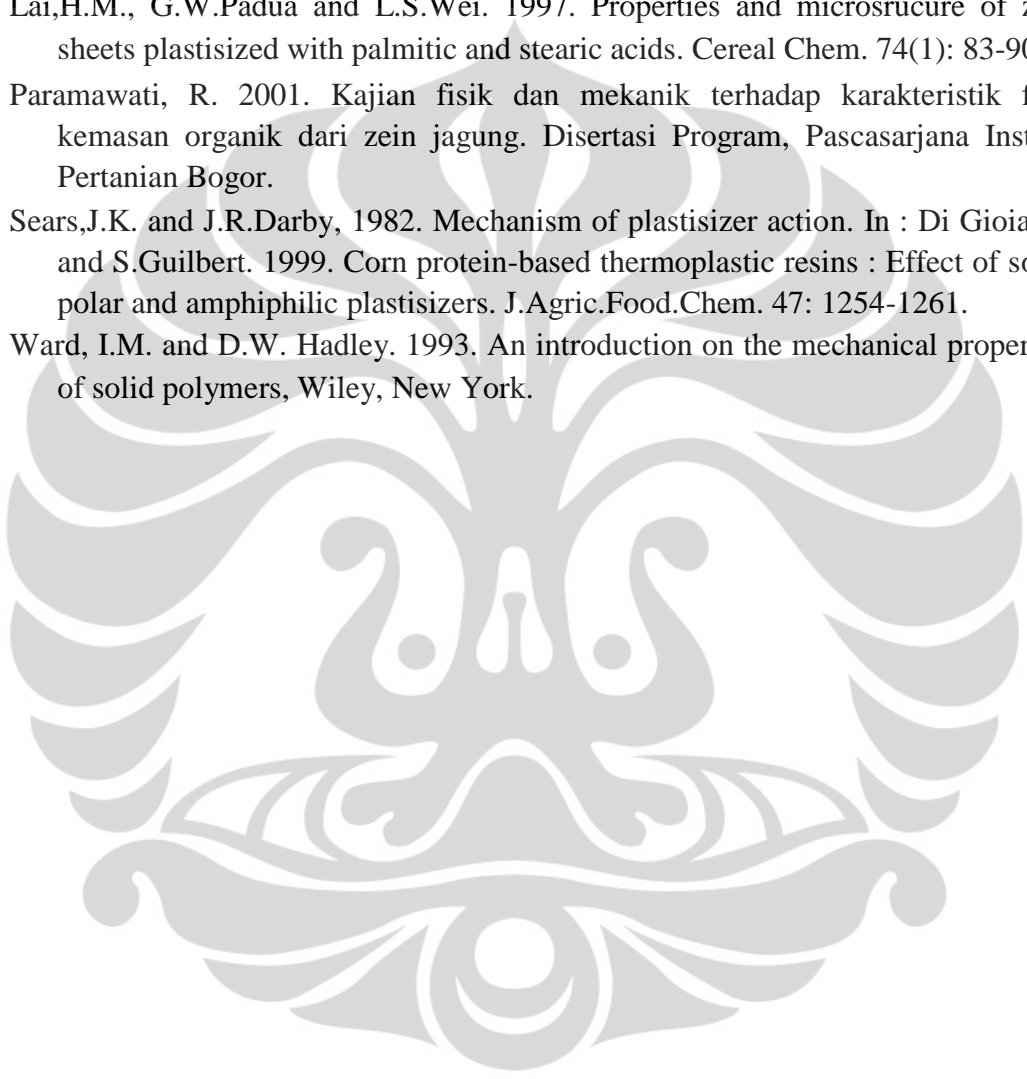 Lai,H.M., G.W.Padua and L.S.Wei. 1997. Properties and microsrucure of
sheets plastisized with palmitic and stearic acids. Cereal Chem. 74(1): 83-90
Paramawati, R. 2001. Kajian fisik dan mekanik terhadap karakteristik
kemasan organik dari zein jagung. Disertasi Program, Pascasarjana
Pertanian Bogor.
Sears,J.K. and J.R.Darby, 1982. Mechanism of plastisizer action. In : Di Gioia
and S.Guilbert. 1999. Corn protein-based thermoplastic resins : Effect of
polar and amphiphilic plastisizers. J.Agric.Food.Chem. 47: 1254-1261.
Ward, I.M. and D.W. Hadley. 1993. An introduction on the mechanical
of solid polymers, Wiley, New York.